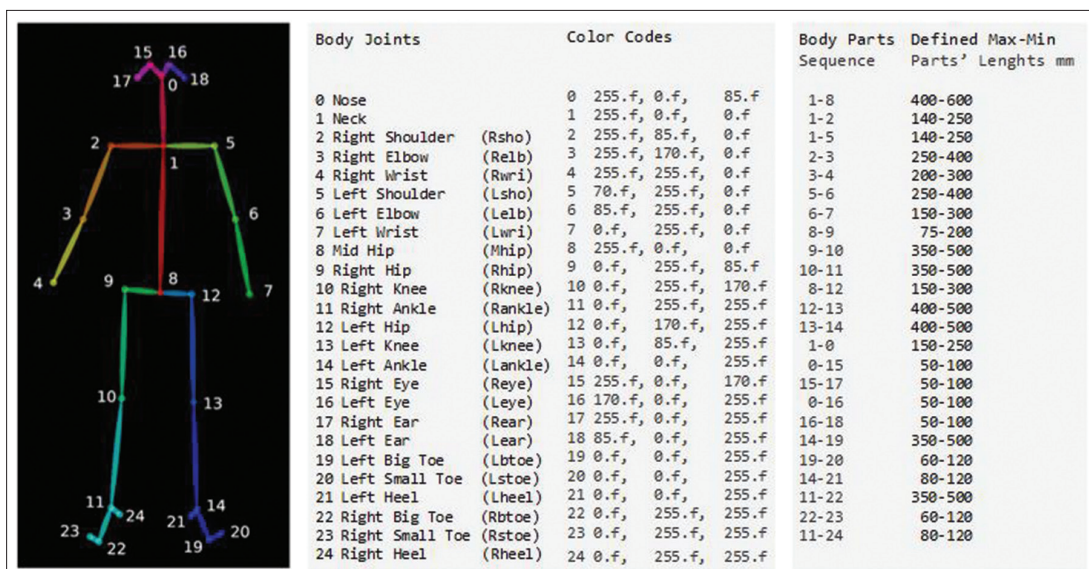 15 16
17 0 18
2 1 5
3 6
4 9 8 12 7
10 13
11 24 14
23 22 21 19 20
Body Joints Color Codes
0 Nose 0 255.f, 0.f, 85.f
1 Neck 1 255.f, 0.f, 0.f
2 Right Shoulder (Rsho) 2 255.f, 85.f, 0.f
3 Right Elbow (Relb) 3 255.f, 170.f, 0.f
4 Right Wrist (Rwri) 4 255.f, 255.f, 0.f
5 Left Shoulder (Lsho) 5 70.f, 255.f, 0.f
6 Left Elbow (Lelb) 6 85.f, 255.f, 0.f
7 Left Wrist (Lwri) 7 0.f, 255.f, 0.f
8 Mid Hip (Mhip) 8 255.f, 0.f, 0.f
9 Right Hip (Rhip) 9 0.f, 255.f, 85.f
10 Right Knee (Rknee) 10 0.f, 255.f, 170.f
11 Right Ankle (Rankle) 11 0.f, 255.f, 255.f
12 Left Hip (Lhip) 12 0.f, 170.f, 255.f
13 Left Knee (Lknee) 13 0.f, 85.f, 255.f
14 Left Ankle (Lankle) 14 0.f, 0.f, 255.f
15 Right Eye (Reye) 15 255.f, 0.f, 170.f
16 Left Eye (Leye) 16 170.f, 0.f, 255.f
17 Right Ear (Rear) 17 255.f, 0.f, 255.f
18 Left Ear (Lear) 18 85.f, 0.f, 255.f
19 Left Big Toe (Lbtoe) 19 0.f, 0.f, 255.f
20 Left Small Toe (Lstoe) 20 0.f, 0.f, 255.f
21 Left Heel (Lheel) 21 0.f, 0.f, 255.f
22 Right Big Toe (Rbtoe) 22 0.f, 255.f, 255.f
23 Right Small Toe (Rstoe) 23 0.f, 255.f, 255.f
24 Right Heel (Rheel) 24 0.f, 255.f, 255.f
Body Parts Defined Max-Min
Sequence Parts' Lenghts mm
1-8 400-600
1-2 140-250
1-5 140-250
2-3 250-400
3-4 200-300
5-6 250-400
6-7 150-300
8-9 75-200
9-10 350-500
10-11 350-500
8-12 150-300
12-13 400-500
13-14 400-500
1-0 150-250
0-15 50-100
15-17 50-100
0-16 50-100
16-18 50-100
14-19 350-500
19-20 60-120
14-21 80-120
11-22 350-500
22-23 60-120
11-24 80-120